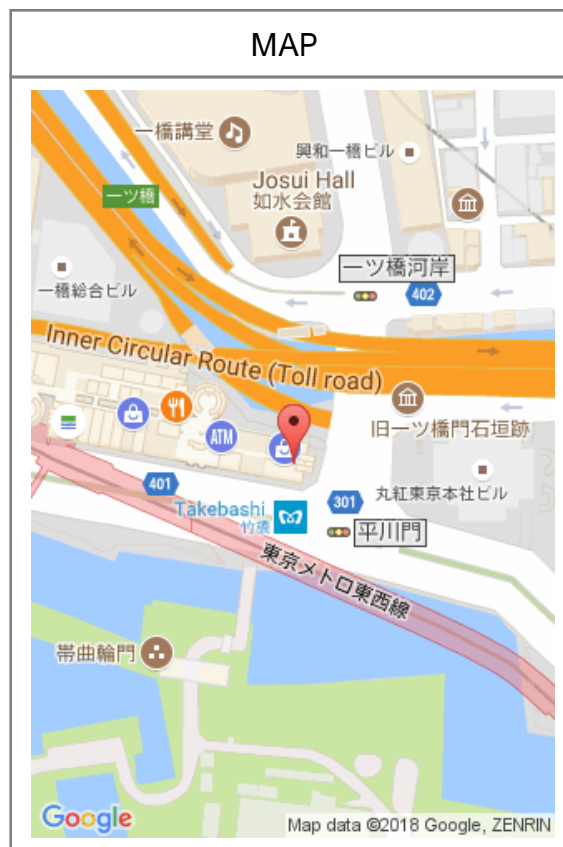 MAP
一橋講堂
興和一橋ビル
Josui Hall
如水会館
一ツ橋
一ツ橋河岸
402
一橋総合ビル
Inner Circular Route (Toll road)
旧一ツ橋門石垣跡
ATM
401
丸紅東京本社ビル
301
Takebashi
竹橋
平川門
東京メトロ東西線
帯曲輪門
Google
Map data ©2018 Google, ZENRIN